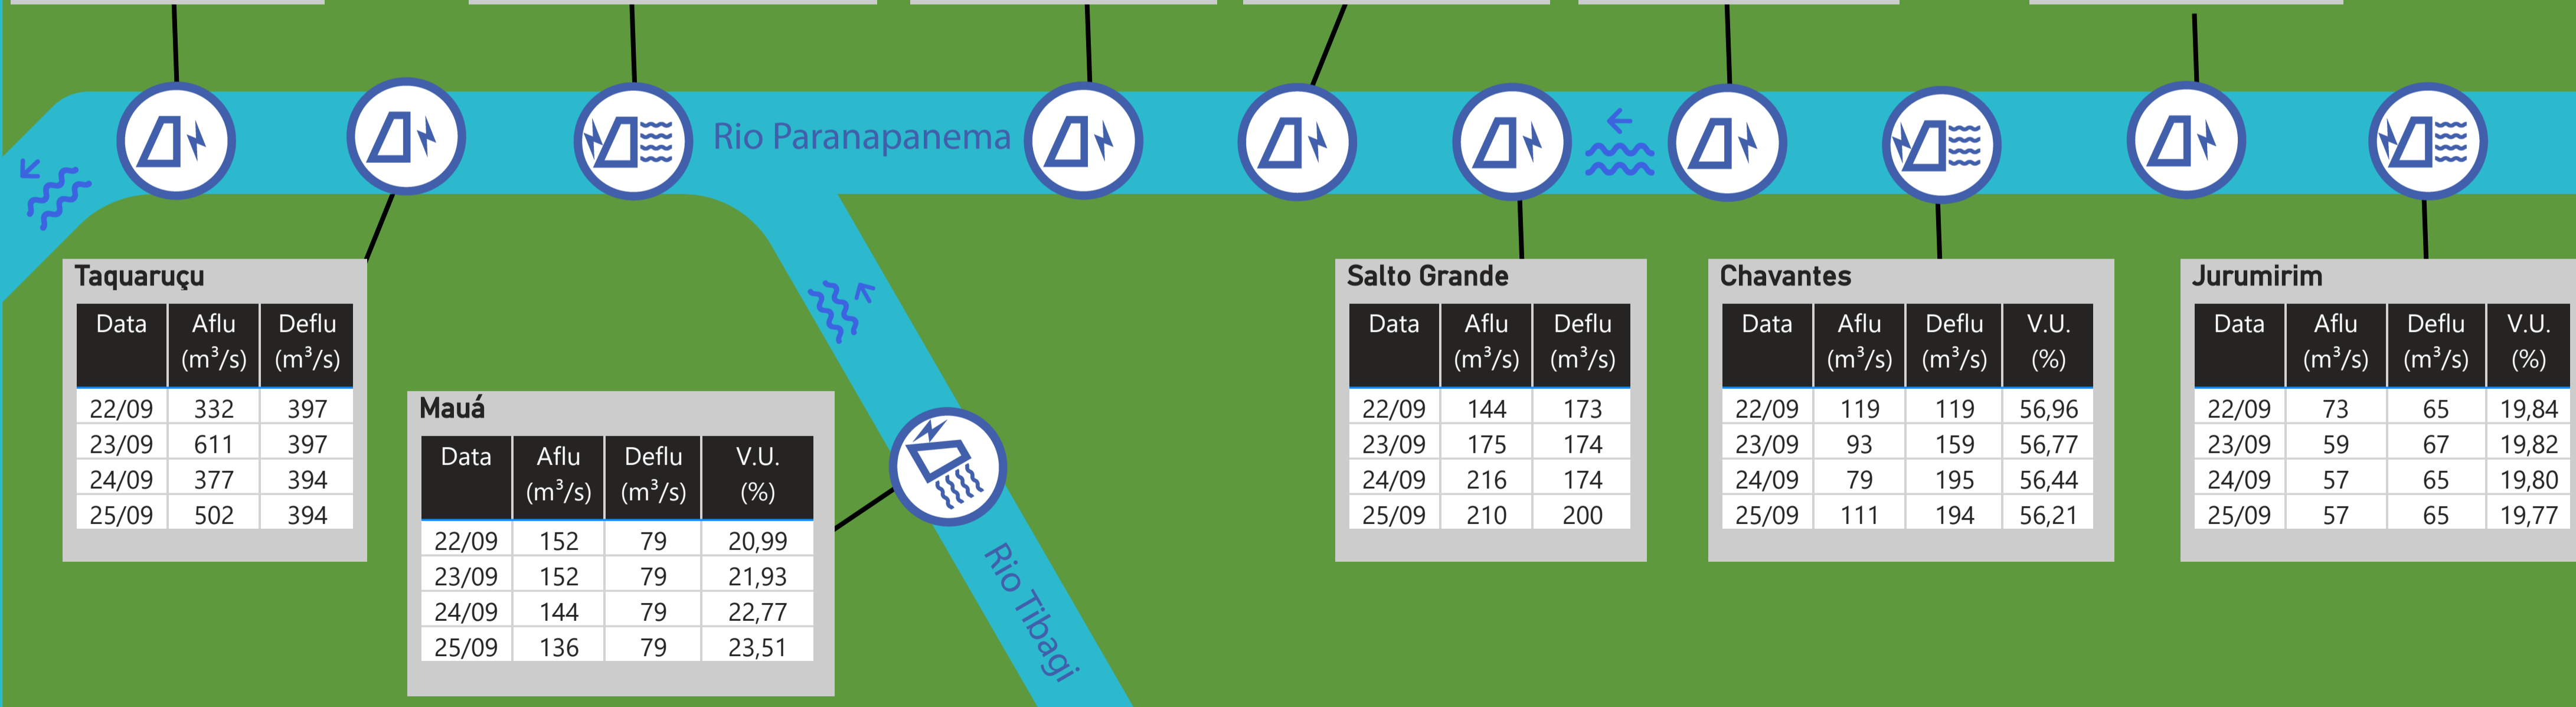 Rio Paranapanema
Taquaruçu
Data Aflu (m³/s) Deflu (m³/s)
22/09 332 397
23/09 611 397
24/09 377 394
25/09 502 394
Mauá
Data Aflu (m³/s) Deflu (m³/s) V.U. (%)
22/09 152 79 20,99
23/09 152 79 21,93
24/09 144 79 22,77
25/09 136 79 23,51
Rio Tibagi
Salto Grande
Data Aflu (m³/s) Deflu (m³/s)
22/09 144 173
23/09 175 174
24/09 216 174
25/09 210 200
Chavantes
Data Aflu (m³/s) Deflu (m³/s) V.U. (%)
22/09 119 119 56,96
23/09 93 159 56,77
24/09 79 195 56,44
25/09 111 194 56,21
Jurumirim
Data Aflu (m³/s) Deflu (m³/s) V.U. (%)
22/09 73 65 19,84
23/09 59 67 19,82
24/09 57 65 19,80
25/09 57 65 19,77